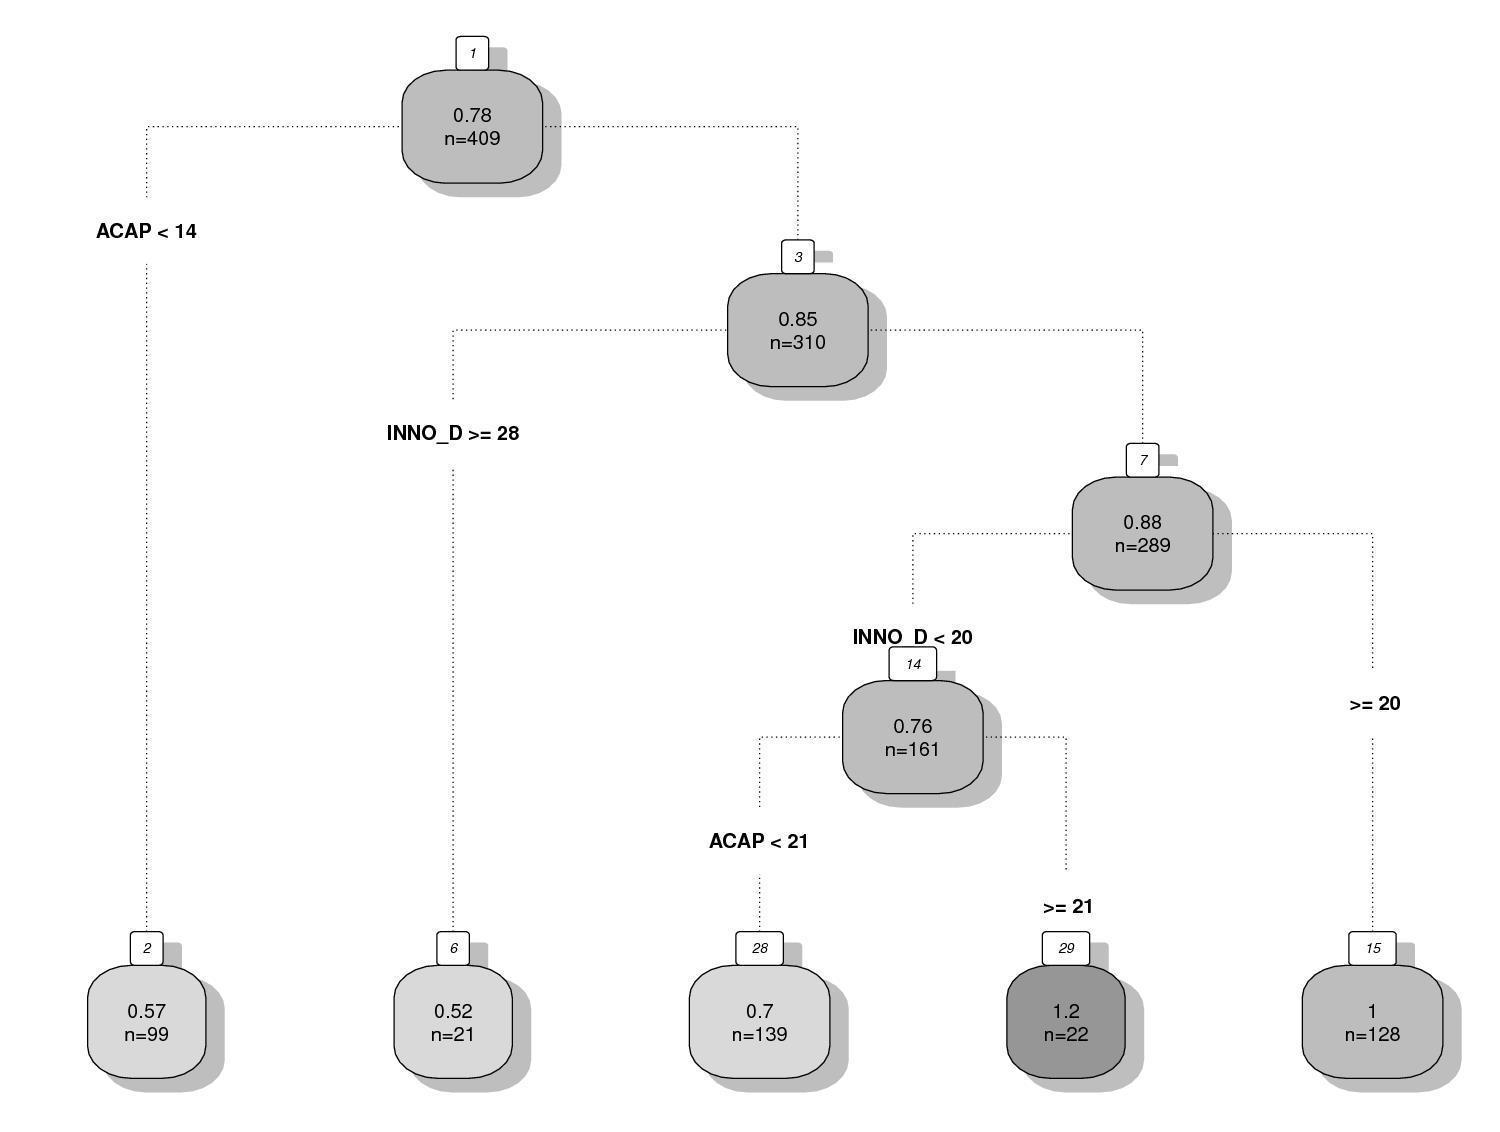 1
0.78
n=409
ACAP < 14
3
0.85
n=310
INNO_D >= 28
7
0.88
n=289
INNO_D < 20
14
0.76
n=161
>= 20
ACAP < 21
>= 21
2
0.57
n=99
6
0.52
n=21
28
0.7
n=139
29
1.2
n=22
15
1
n=128